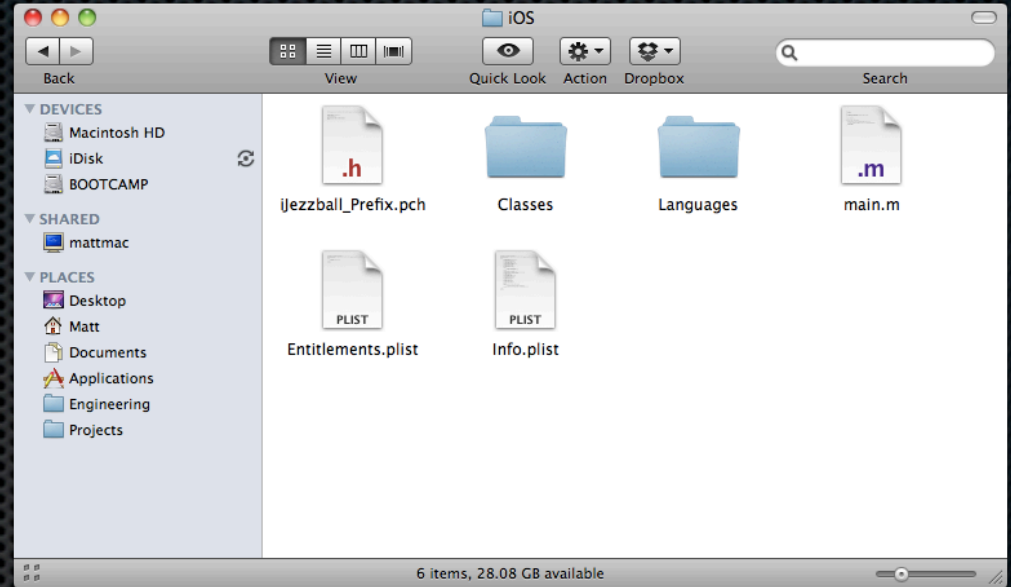 iOS
Back
View
Quick Look
Action
Dropbox
Search
DEVICES
Macintosh HD
iDisk
BOOTCAMP
SHARED
mattmac
PLACES
Desktop
Matt
Documents
Applications
Engineering
Projects
.h
.m
iJezzball_Prefix.pch
Classes
Languages
main.m
PLIST
PLIST
Entitlements.plist
Info.plist
6 items, 28.08 GB available